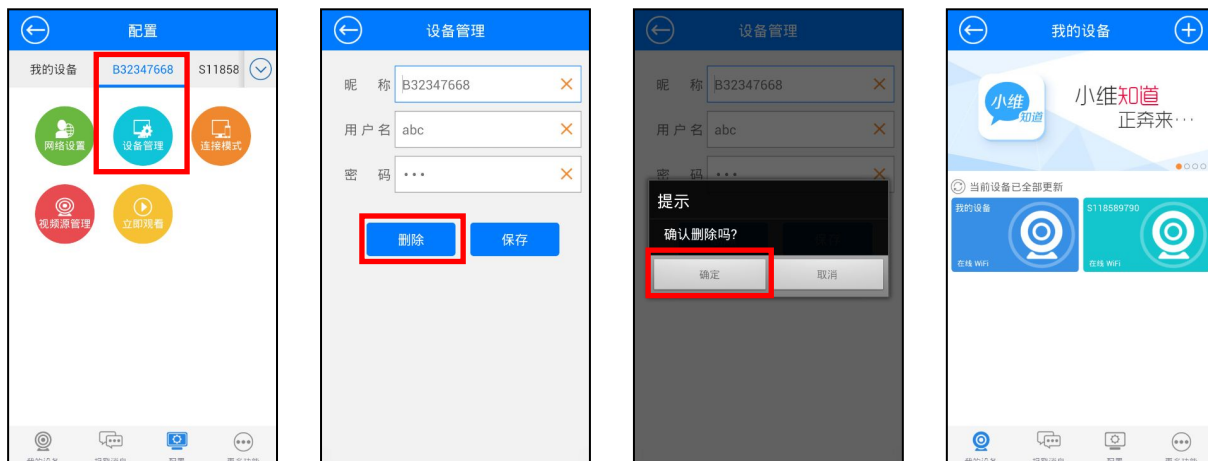 配置
我的设备 B32347668 S11858
网络设置 设备管理 连接模式
视频源管理 立即观看
配置
设备管理
昵 称 B32347668
用户名 abc
密 码 •••
删除 保存
设备管理
昵 称 B32347668
用户名 abc
密 码 •••
提示
确认删除吗?
确定 取消
我的设备
小维知道
小维知道
正奔来···
当前设备已全部更新
我的设备 S118589790
在线 WiFi 在线 WiFi